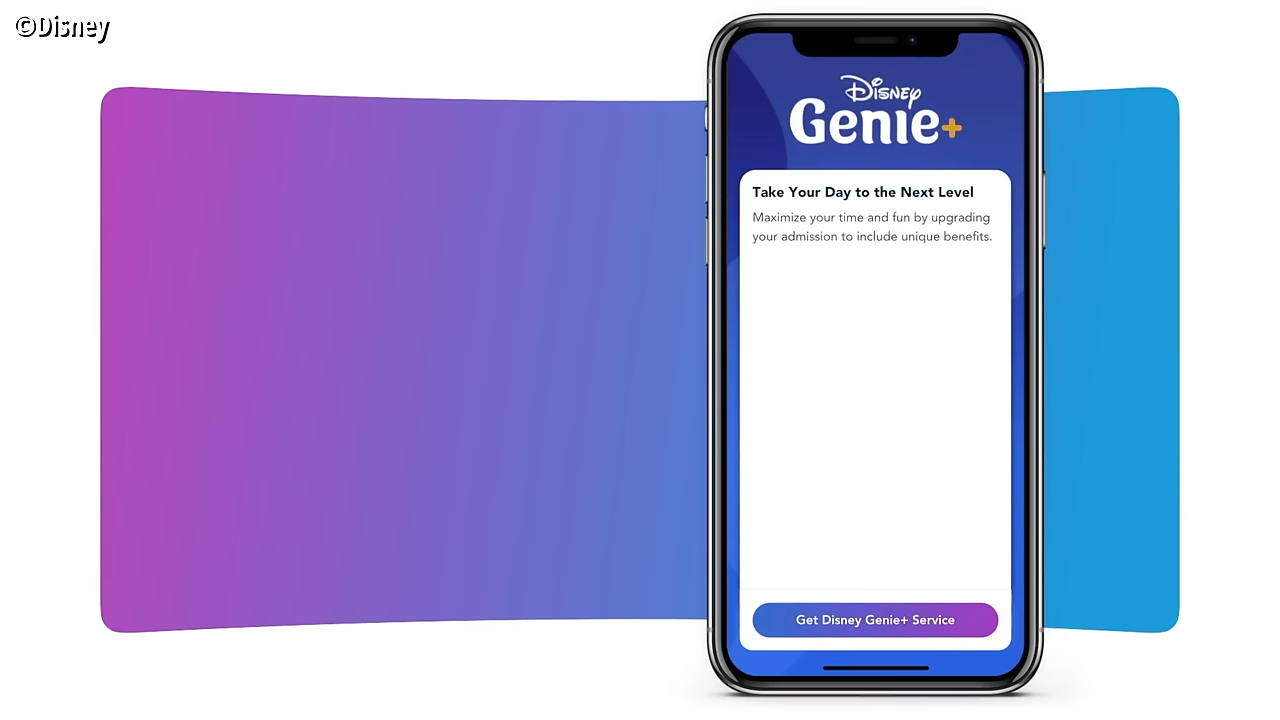 ©Disney
Disney
Genie+
Take Your Day to the Next Level
Maximize your time and fun by upgrading
your admission to include unique benefits.
Get Disney Genie+ Service